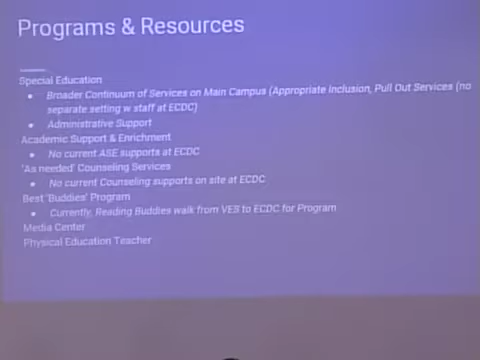 Programs & Resources
Special Education
• Broader Continuum of Services on Main Campus (Appropriate Inclusion, Pull Out Services (no
separate setting w staff at ECDC)
• Administrative Support
Academic Support & Enrichment
• No current ASE supports at ECDC
'As needed' Counseling Services
• No current Counseling supports on site at ECDC
Best 'Buddies' Program
• Currently, Reading Buddies walk from VES to ECDC for Program
Media Center
Physical Education Teacher